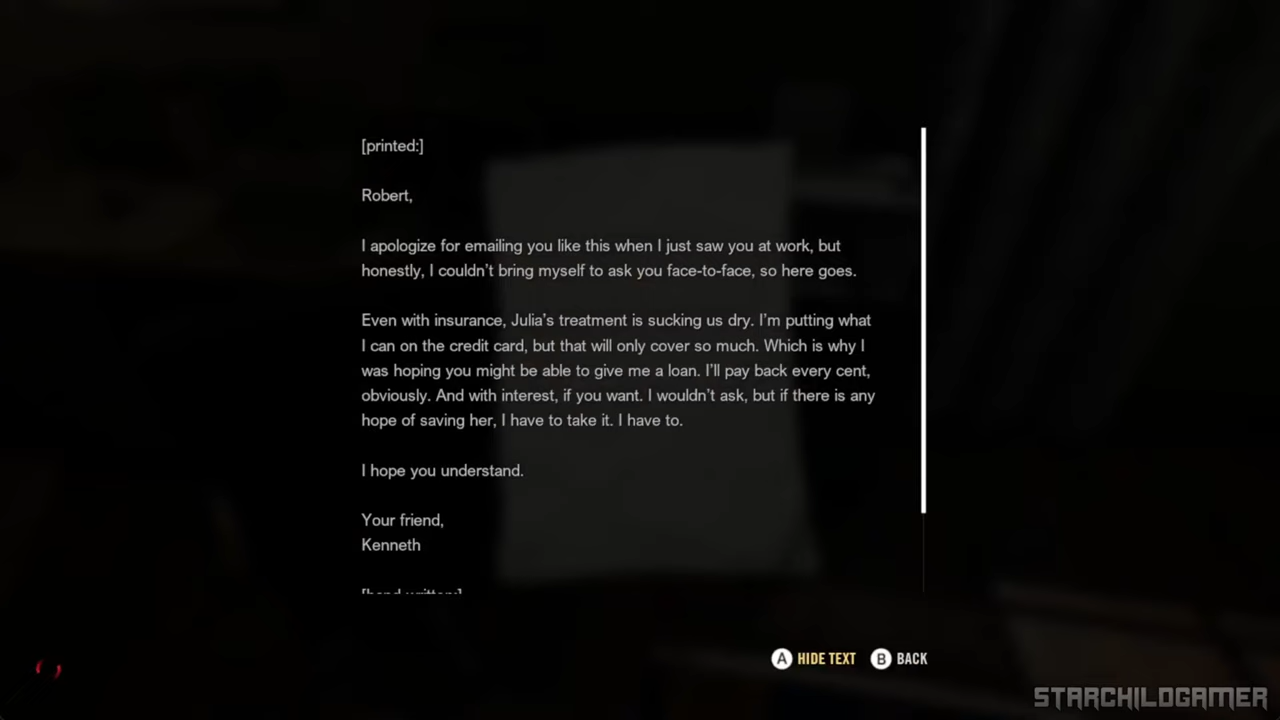 [printed:]
Robert,
I apologize for emailing you like this when I just saw you at work, but
honestly, I couldn't bring myself to ask you face-to-face, so here goes.
Even with insurance, Julia's treatment is sucking us dry. I'm putting what
I can on the credit card, but that will only cover so much. Which is why I
was hoping you might be able to give me a loan. I'll pay back every cent,
obviously. And with interest, if you want. I wouldn't ask, but if there is any
hope of saving her, I have to take it. I have to.
I hope you understand.
Your friend,
Kenneth
[hand-written:]
A HIDE TEXT B BACK
STARCHILDGAMER